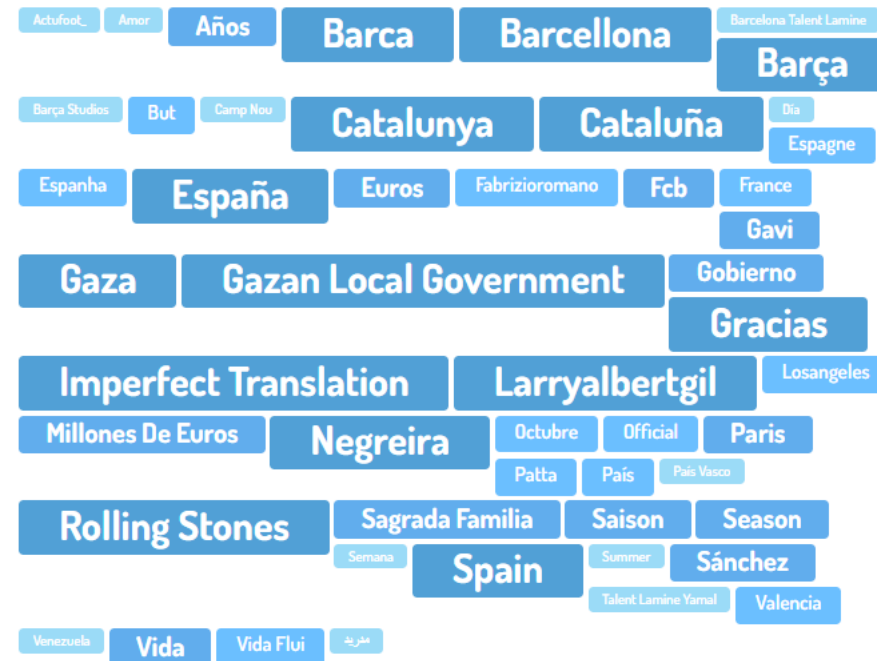 Actufoot_ Amor Años Barca Barcellona Barcelona Talent Lamine
Barça
Barça Studios But Camp Nou Catalunya Cataluña Día
Espagne
Espanha España Euros Fabrizioromano Fcb France
Gavi
Gaza Gazan Local Government Gobierno
Gracias
Imperfect Translation Larryalbertgil Losangeles
Millones De Euros Negreira Octubre Official Paris
Patta País País Vasco
Rolling Stones Sagrada Familia Saison Season
Semana Spain Summer Sánchez
Talent Lamine Yamal Valencia
Venezuela Vida Vida Flui مدريد